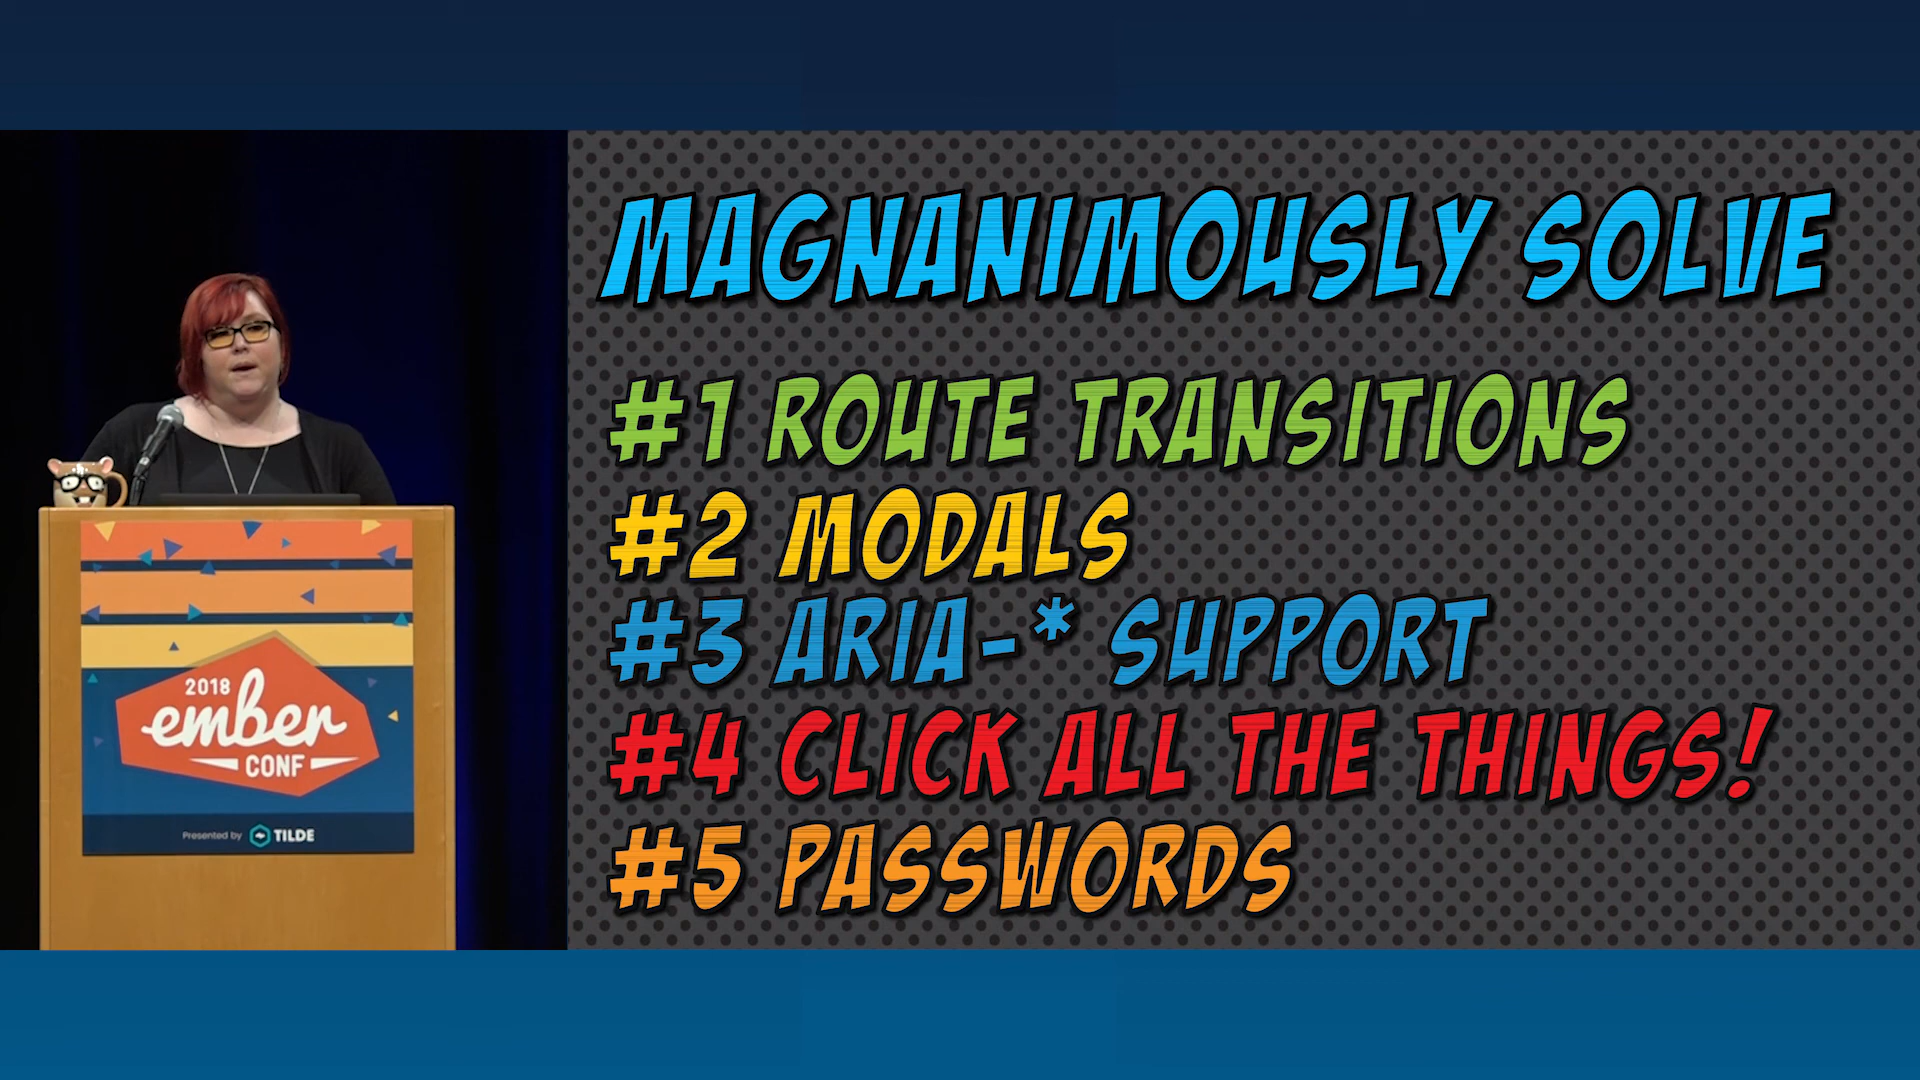 MAGNANIMOUSLY SOLVE
#1 ROUTE TRANSITIONS
#2 MODALS
#3 ARIA-* SUPPORT
#4 CLICK ALL THE THINGS!
#5 PASSWORDS
2018
ember
CONF
Presented by TILDE